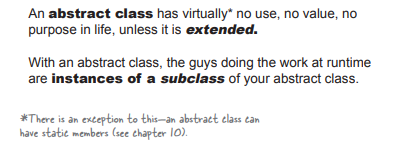 An abstract class has virtually* no use, no value, no
purpose in life, unless it is extended.
With an abstract class, the guys doing the work at runtime
are instances of a subclass of your abstract class.
*There is an exception to this—an abstract class can
have static members (see chapter 10).